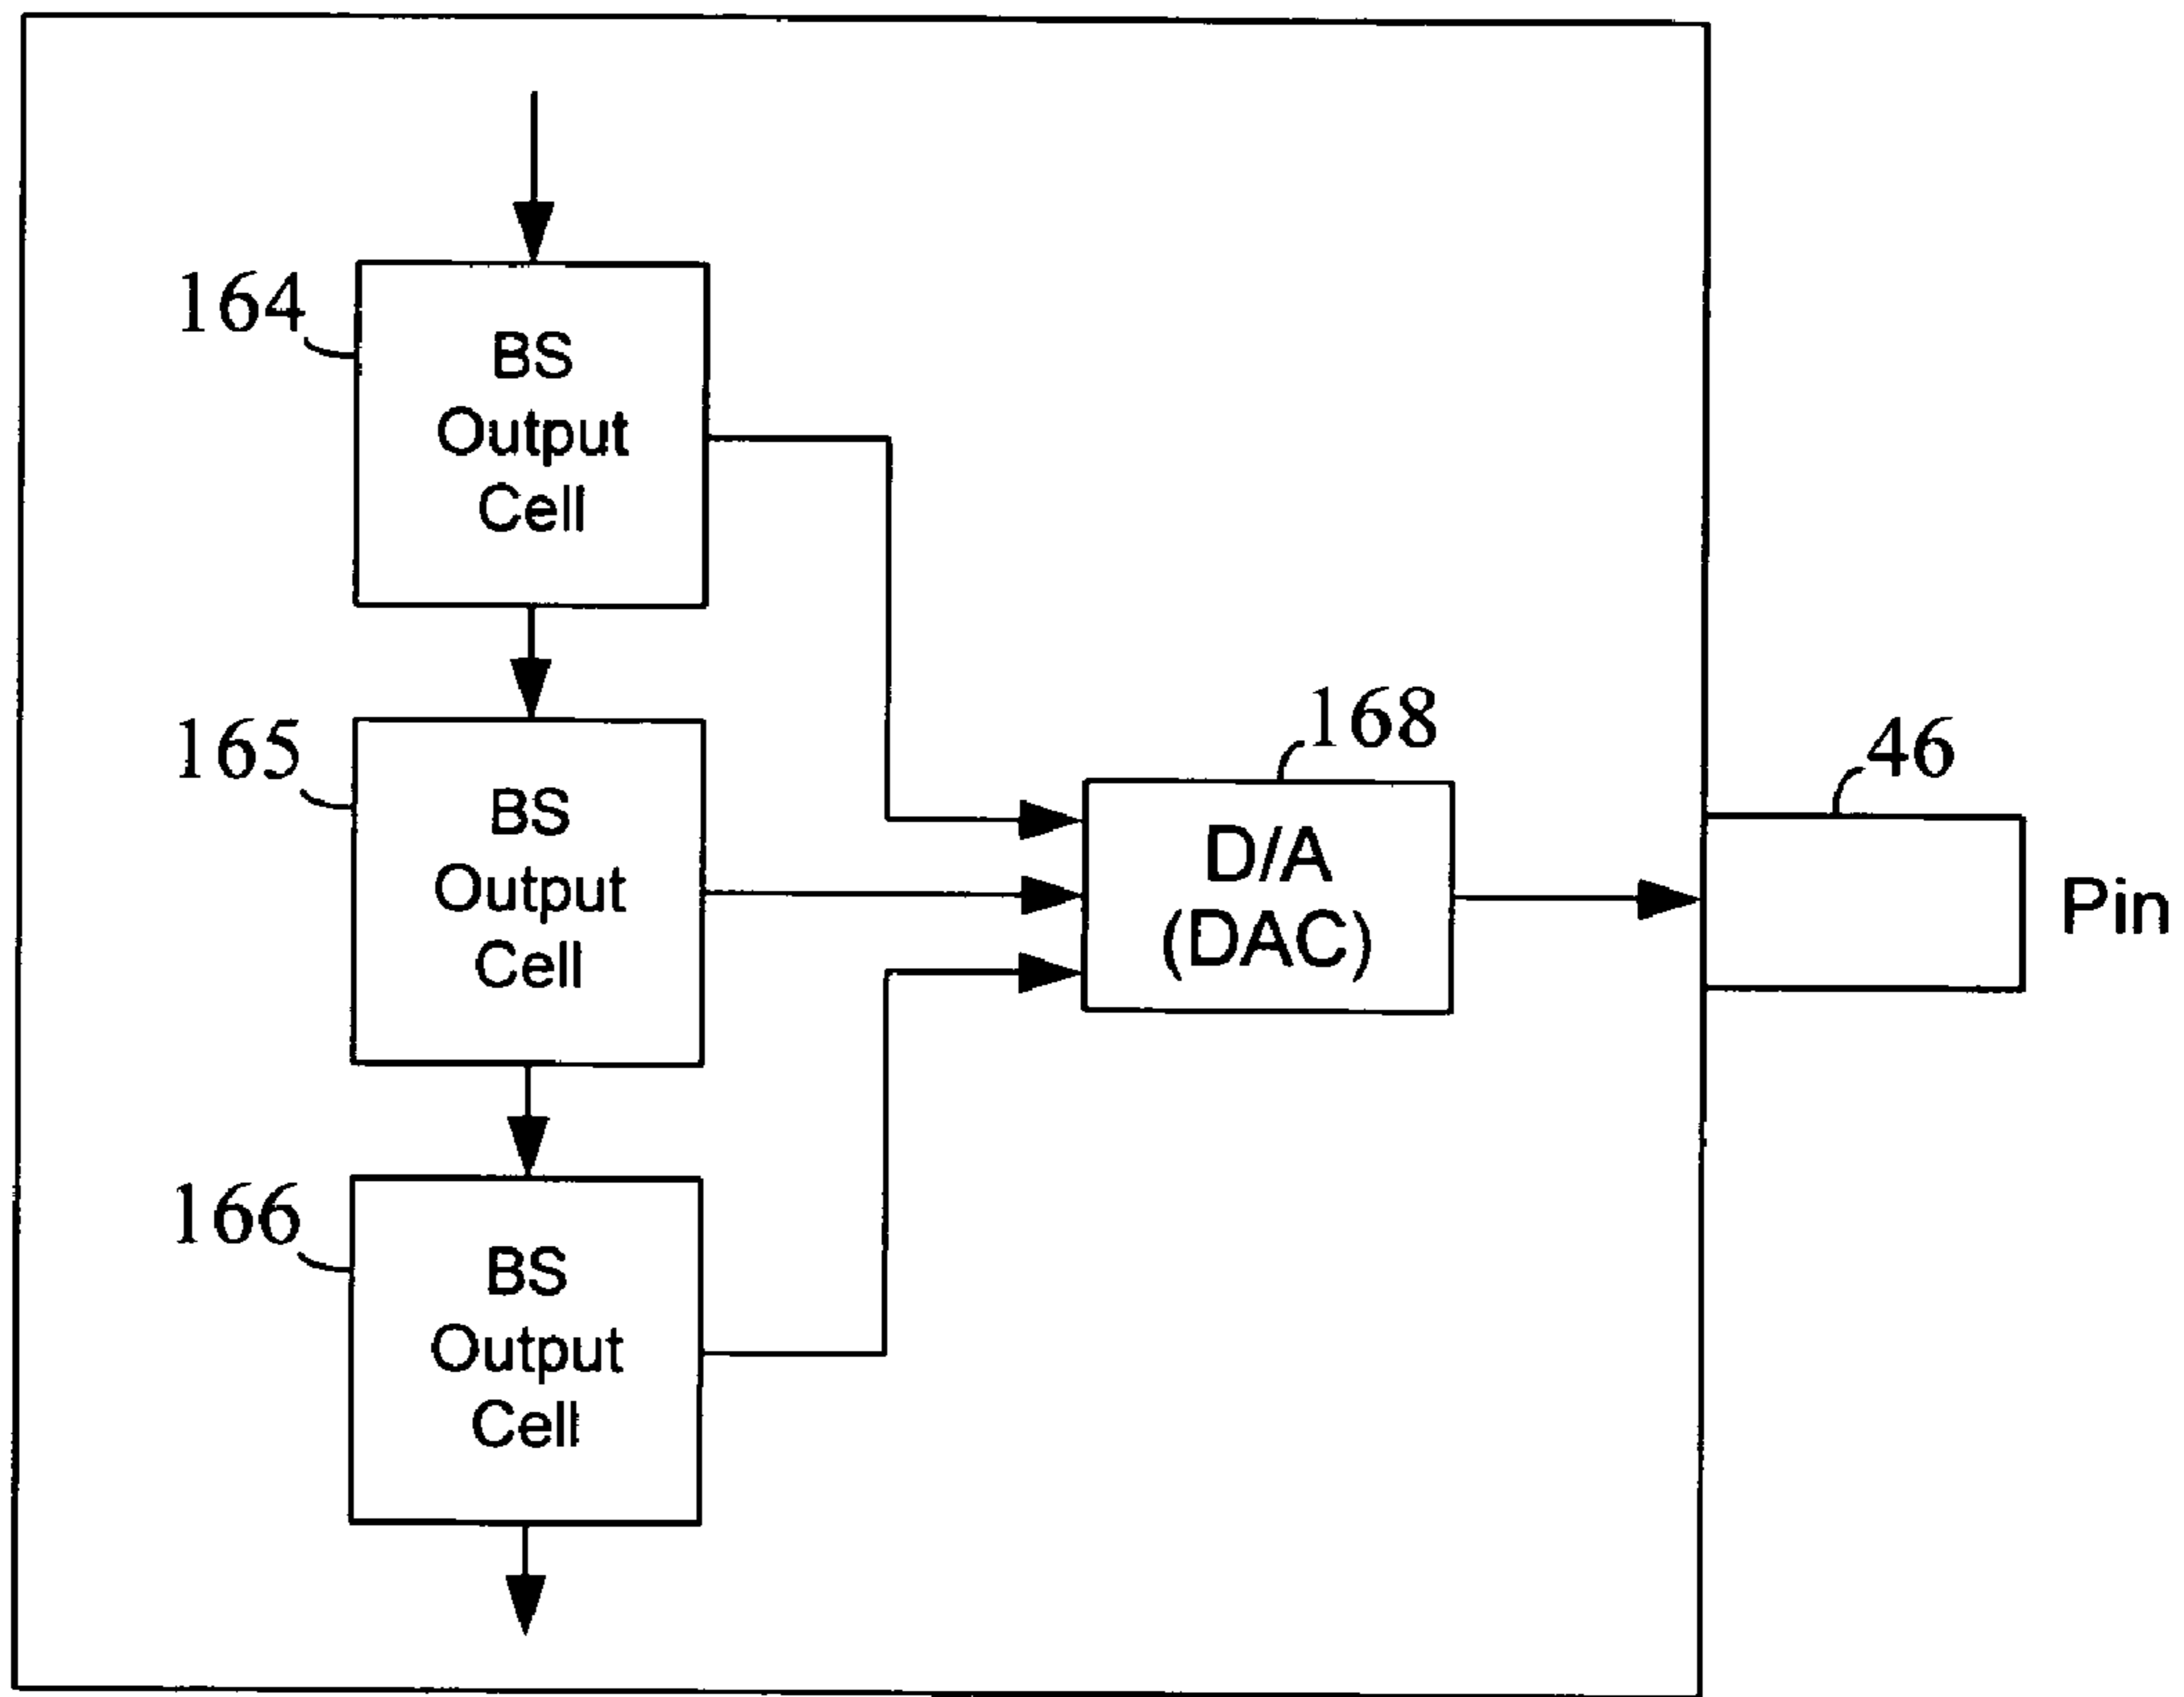 164
BS
Output
Cell
165
BS
Output
Cell
168
D/A
(DAC)
46
Pin
166
BS
Output
Cell